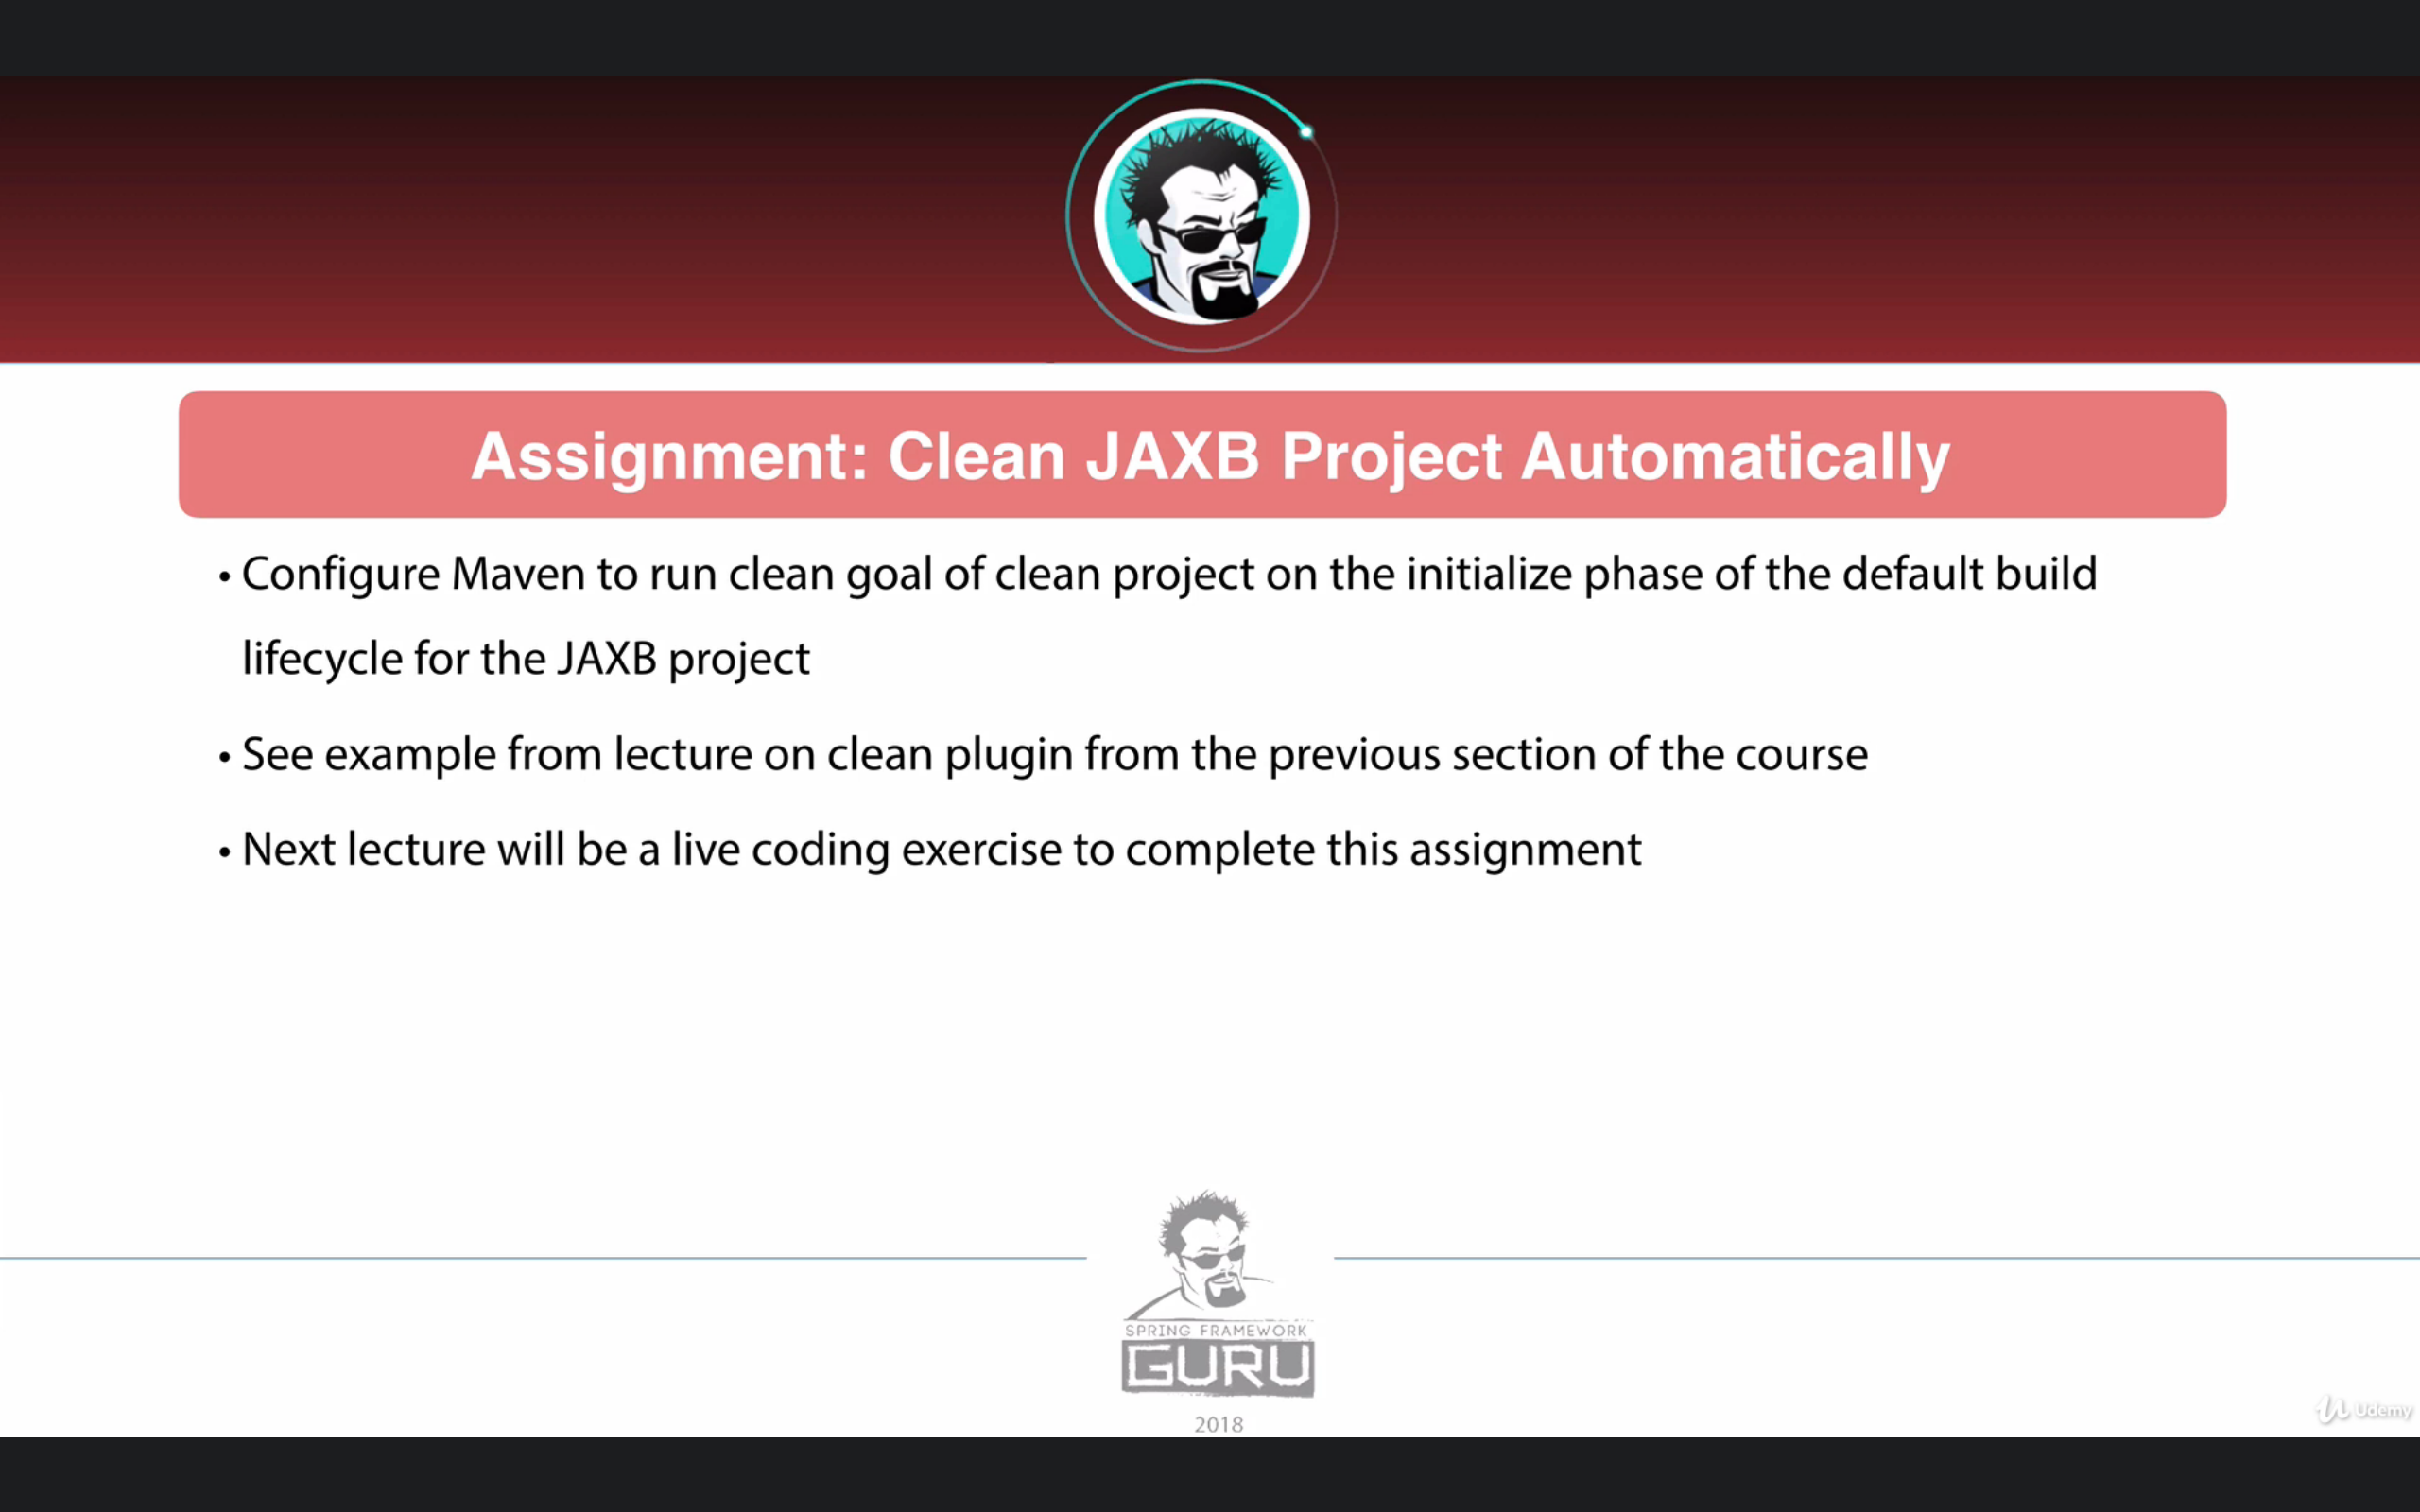 Assignment: Clean JAXB Project Automatically
• Configure Maven to run clean goal of clean project on the initialize phase of the default build
lifecycle for the JAXB project
• See example from lecture on clean plugin from the previous section of the course
• Next lecture will be a live coding exercise to complete this assignment
SPRING FRAMEWORK
GURU
2018
Udemy